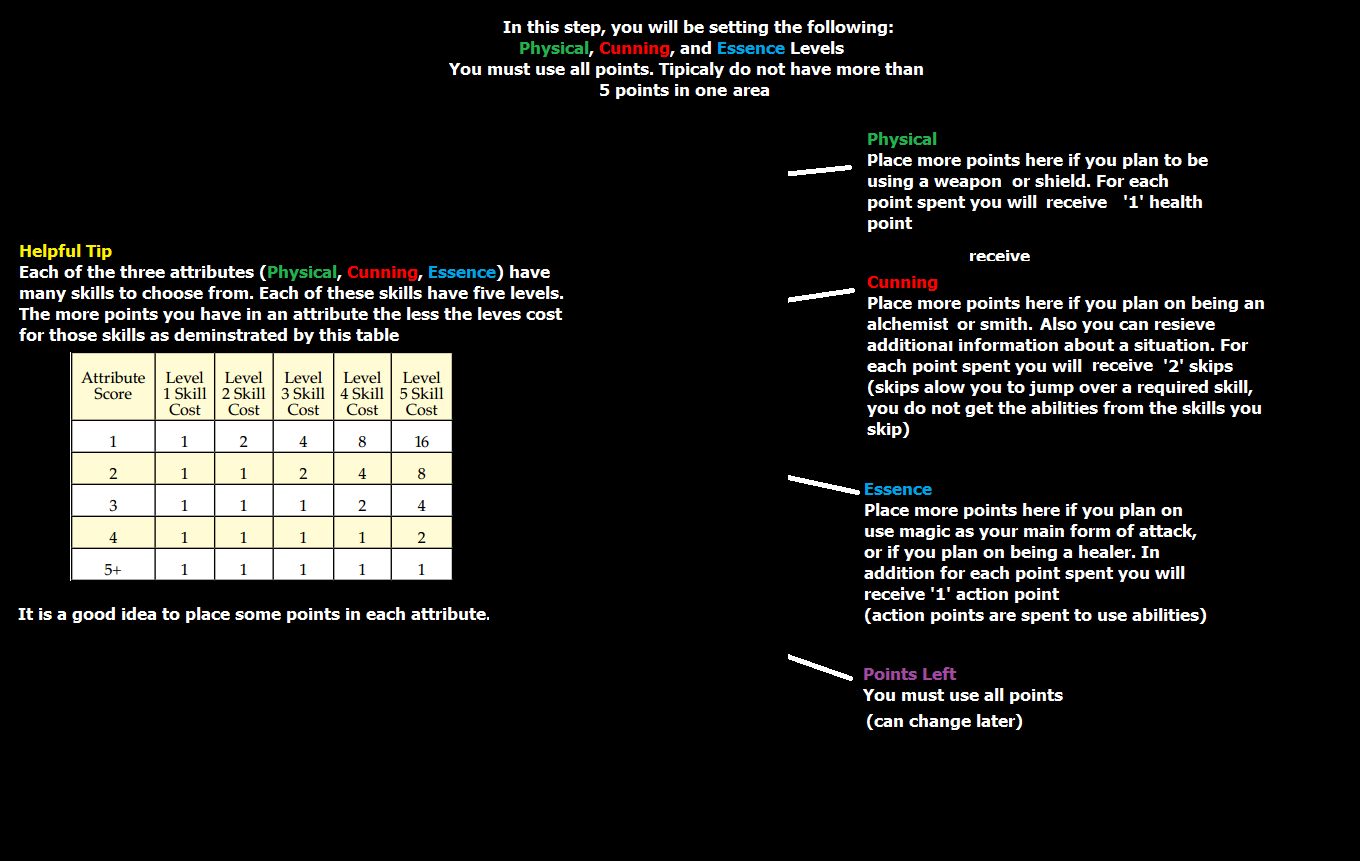 In this step, you will be setting the following:
Physical, Cunning, and Essence Levels
You must use all points. Tipicaly do not have more than
5 points in one area
Physical
Place more points here if you plan to be
using a weapon or shield. For each
point spent you will receive '1' health
point
receive
Cunning
Place more points here if you plan on being an
alchemist or smith. Also you can resieve
additional information about a situation. For
each point spent you will receive '2' skips
(skips alow you to jump over a required skill,
you do not get the abilities from the skills you
skip)
Essence
Place more points here if you plan on
use magic as your main form of attack,
or if you plan on being a healer. In
addition for each point spent you will
receive '1' action point
(action points are spent to use abilities)
Points Left
You must use all points
(can change later)
Helpful Tip
Each of the three attributes (Physical, Cunning, Essence) have
many skills to choose from. Each of these skills have five levels.
The more points you have in an attribute the less the leves cost
for those skills as deminstrated by this table
Attribute Level Level Level Level Level
Score 1 Skill 2 Skill 3 Skill 4 Skill 5 Skill
Cost Cost Cost Cost Cost
1 1 2 4 8 16
2 1 1 2 4 8
3 1 1 1 2 4
4 1 1 1 1 2
5+ 1 1 1 1 1
It is a good idea to place some points in each attribute.